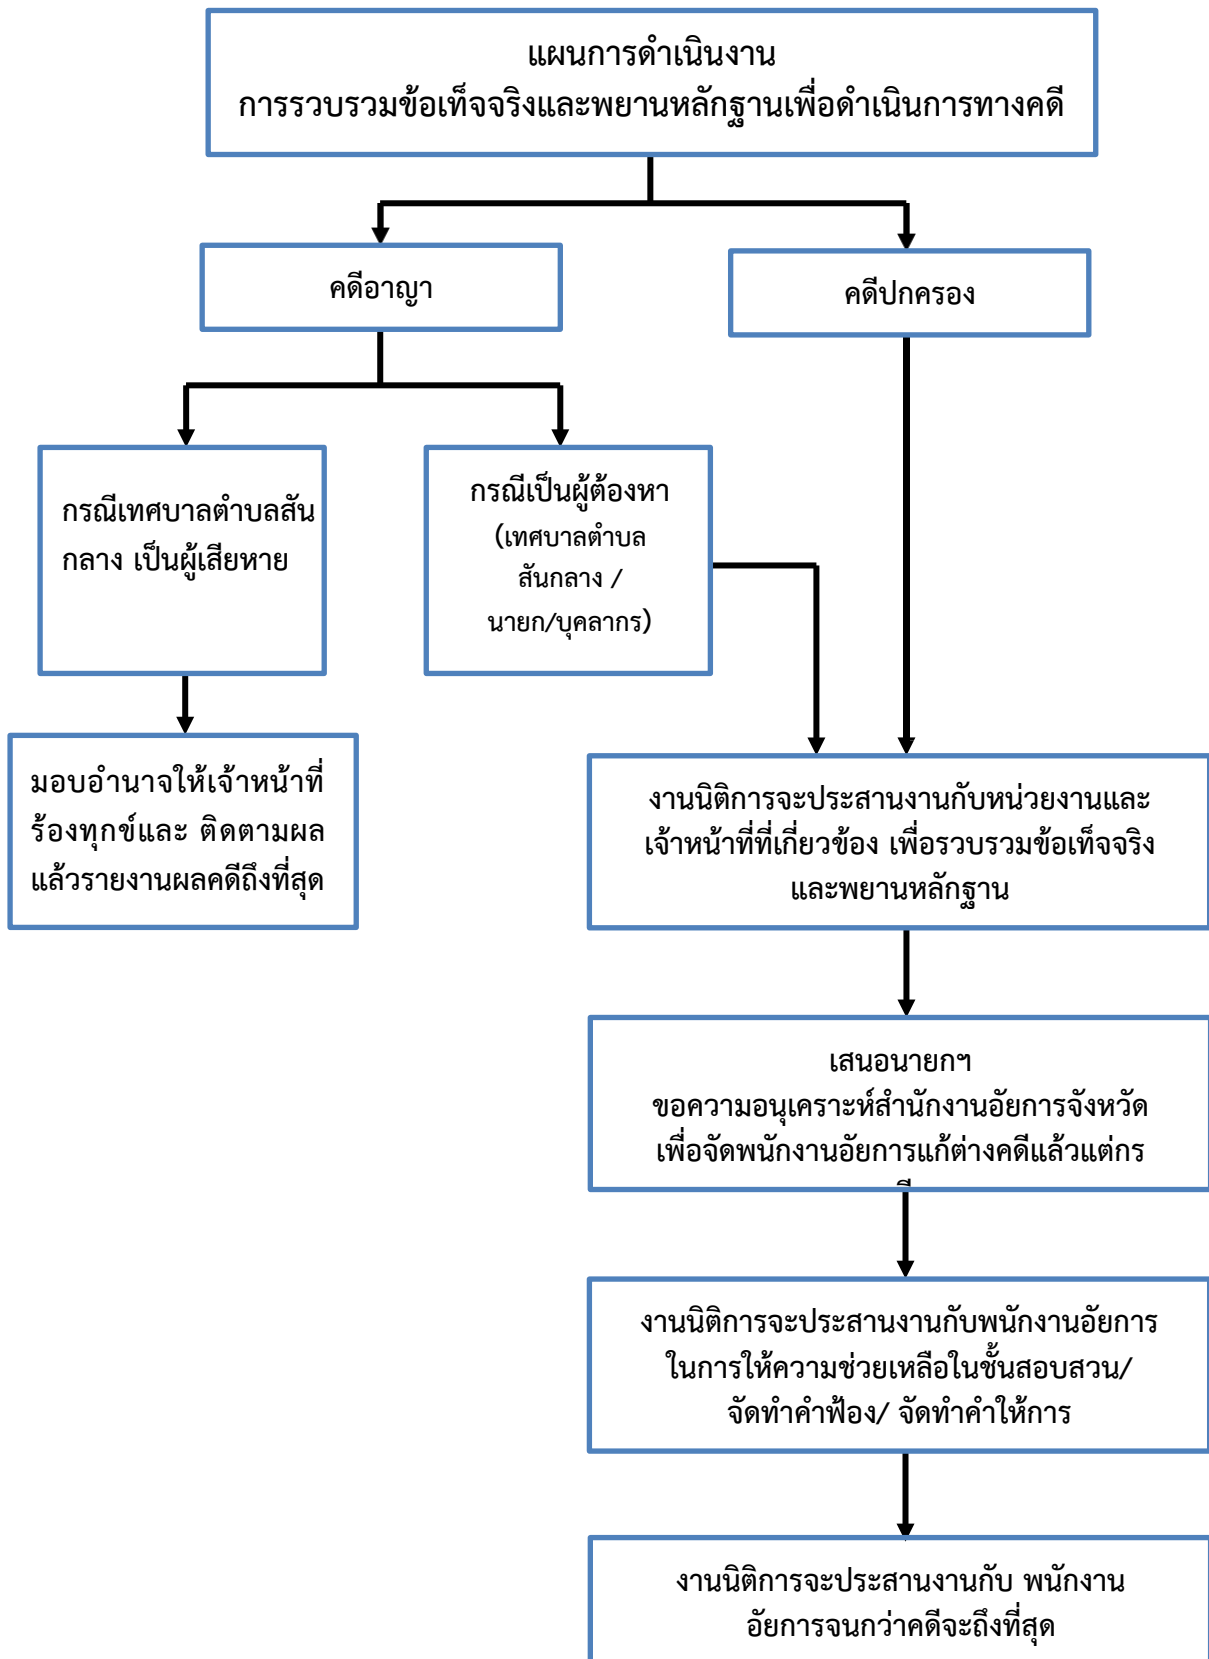 แผนการดำเนินงาน
การรวบรวมข้อเท็จจริงและพยานหลักฐานเพื่อดำเนินการทางคดี
คดีอาญา
คดีปกครอง
กรณีเทศบาลตำบลสัน
กลาง เป็นผู้เสียหาย
กรณีเป็นผู้ต้องหา
(เทศบาลตำบล
สันกลาง /
นายก/บุคลากร)
มอบอำนาจให้เจ้าหน้าที่
ร้องทุกข์และ ติดตามผล
แล้วรายงานผลคดีถึงที่สุด
งานนิติการจะประสานงานกับหน่วยงานและ
เจ้าหน้าที่ที่เกี่ยวข้อง เพื่อรวบรวมข้อเท็จจริง
และพยานหลักฐาน
เสนอนายกฯ
ขอความอนุเคราะห์สำนักงานอัยการจังหวัด
เพื่อจัดพนักงานอัยการแก้ต่างคดีแล้วแต่กร
งานนิติการจะประสานงานกับพนักงานอัยการ
ในการให้ความช่วยเหลือในชั้นสอบสวน/
จัดทำคำฟ้อง/ จัดทำคำให้การ
งานนิติการจะประสานงานกับ พนักงาน
อัยการจนกว่าคดีจะถึงที่สุด